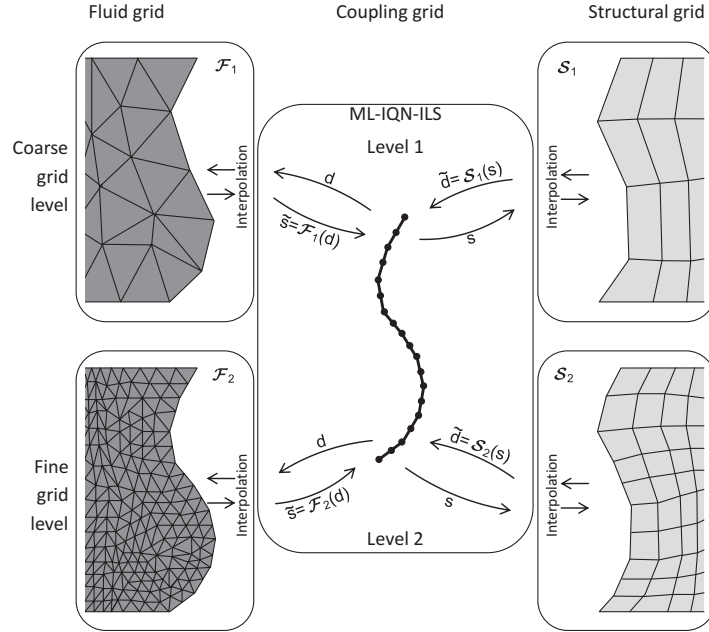 Fluid grid
Coupling grid
Structural grid
Coarse
grid
level
ℱ₁
Interpolation
ML-IQN-ILS
Level 1
d
s̃=ℱ₁(d)
d̃=𝒮₁(s)
s
𝒮₁
Interpolation
Fine
grid
level
ℱ₂
Interpolation
d
s̃=ℱ₂(d)
d̃=𝒮₂(s)
s
Level 2
𝒮₂
Interpolation